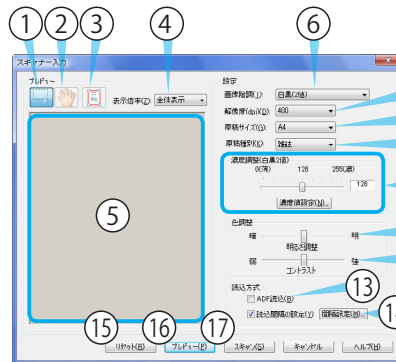 ① ② ③ ④ ⑥
スキャナー入力
プレビュー
表示倍率(Z): 全体表示
設定
画像階調(J): 白黒(2値)
解像度(dpi)(D): 400
原稿サイズ(G): A4
原稿種別(K): 雑誌
濃度調整(白黒2値)
0(薄) 128 255(濃)
128
濃度値設定(N)...
⑤
色調整
暗 明
明るさ調整
弱 強
コントラスト
読込方式
⑬
ADF読込(B)
読込間隔の設定(Y) 間隔設定(M)...
⑮ ⑯ ⑰
リセット(R) プレビュー(P) スキャン(S) キャンセル ヘルプ(H)